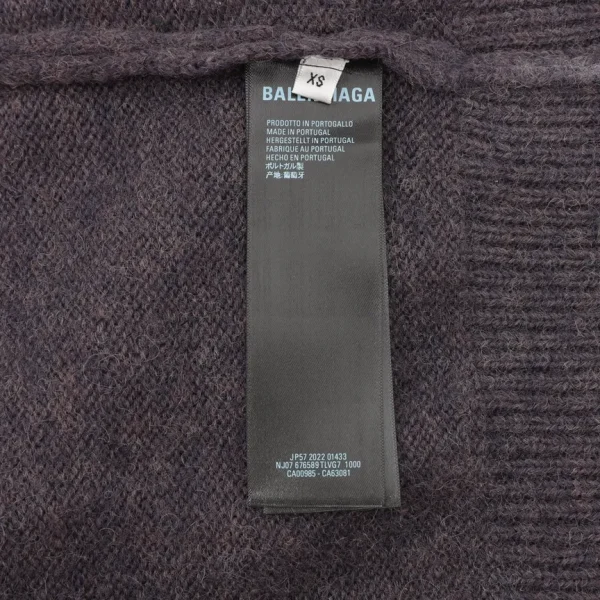 XS
BALENCIAGA
PRODOTTO IN PORTOGALLO
MADE IN PORTUGAL
HERGESTELLT IN PORTUGAL
FABRIQUE AU PORTUGAL
HECHO EN PORTUGAL
ポルトガル製
产地:葡萄牙
JP57 2022 01433
NJ07 676589 TLVG7 1000
CA00985 - CA63081